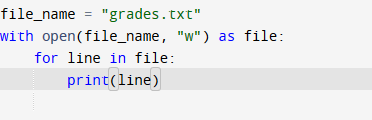 file_name = "grades.txt"
with open(file_name, "w") as file:
    for line in file:
        print(line)